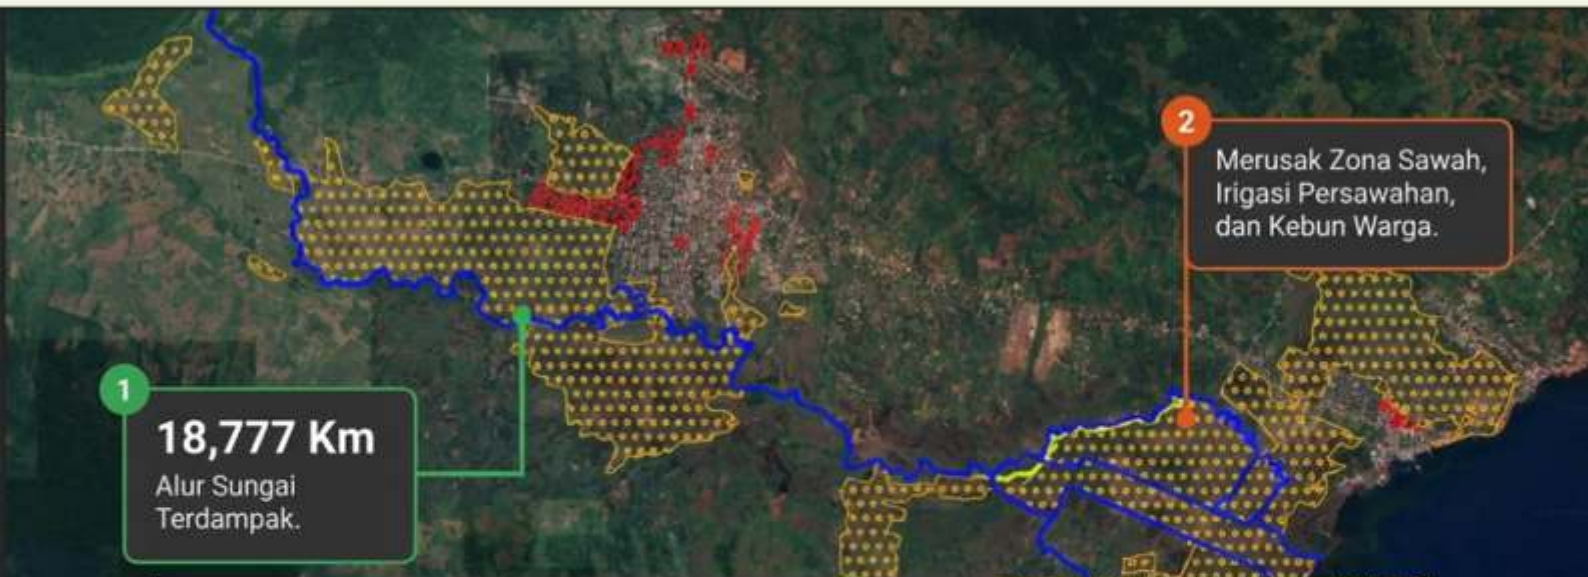 1
18,777 Km
Alur Sungai
Terdampak.
2
Merusak Zona Sawah,
Irigasi Persawahan,
dan Kebun Warga.